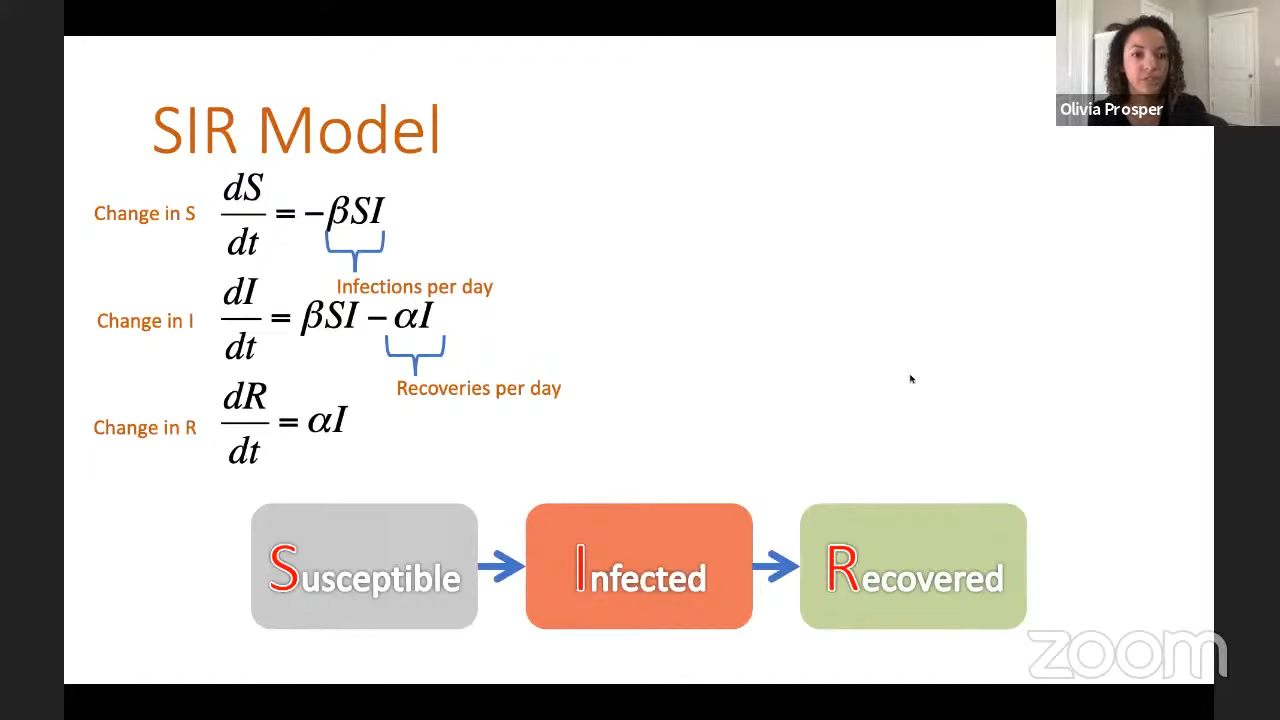 Olivia Prosper
SIR Model
Change in S dS/dt = −βSI
Infections per day
Change in I dI/dt = βSI − αI
Recoveries per day
Change in R dR/dt = αI
Susceptible
Infected
Recovered
zoom